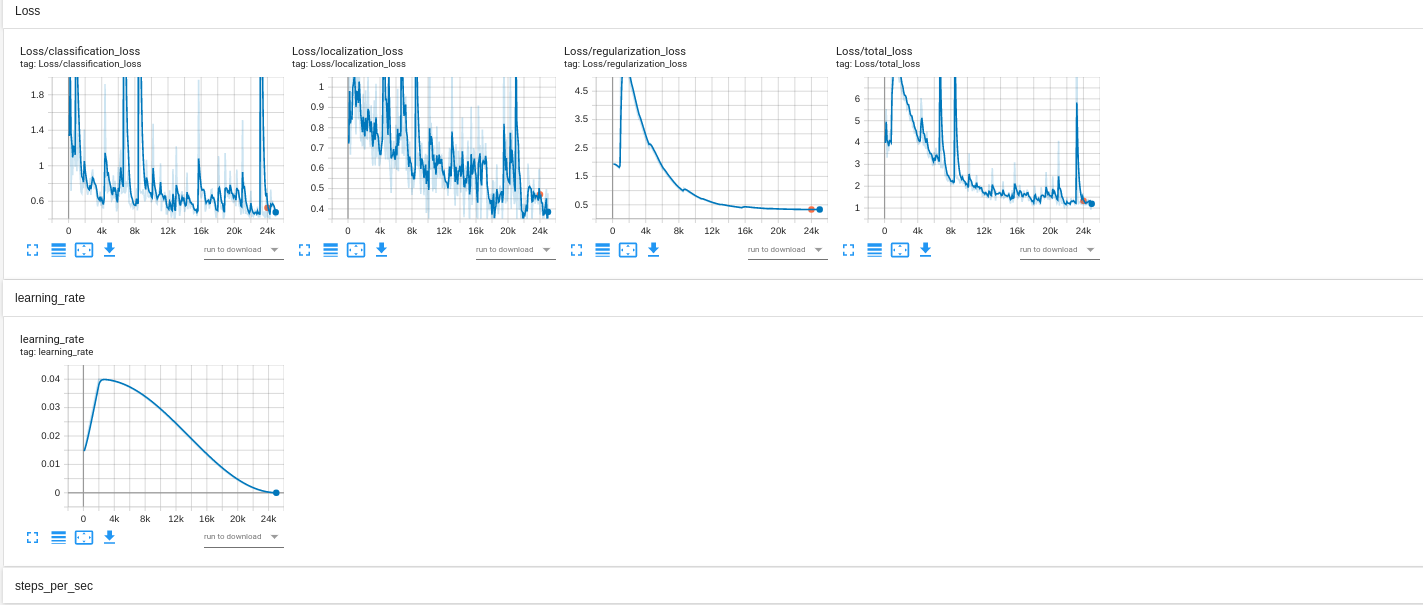 Loss
Loss/classification_loss
tag: Loss/classification_loss
1.8
1.4
1
0.6
0 4k 8k 12k 16k 20k 24k
run to download
Loss/localization_loss
tag: Loss/localization_loss
1
0.9
0.8
0.7
0.6
0.5
0.4
0 4k 8k 12k 16k 20k 24k
run to download
Loss/regularization_loss
tag: Loss/regularization_loss
4.5
3.5
2.5
1.5
0.5
0 4k 8k 12k 16k 20k 24k
run to download
Loss/total_loss
tag: Loss/total_loss
6
5
4
3
2
1
0 4k 8k 12k 16k 20k 24k
run to download
learning_rate
learning_rate
tag: learning_rate
0.04
0.03
0.02
0.01
0
0 4k 8k 12k 16k 20k 24k
run to download
steps_per_sec